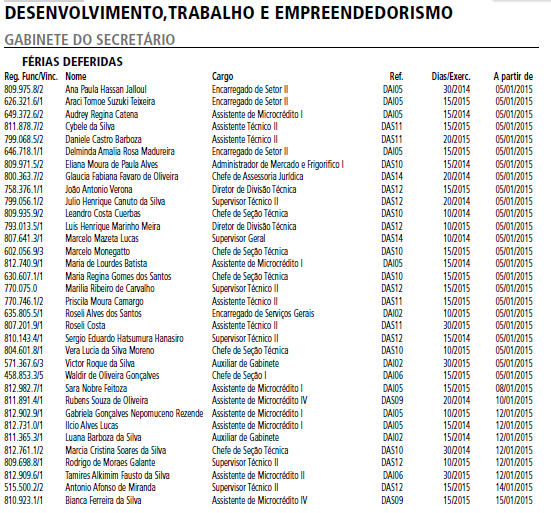 DESENVOLVIMENTO,TRABALHO E EMPREENDEDORISMO
GABINETE DO SECRETÁRIO
FÉRIAS DEFERIDAS
Reg. Func/Vinc. Nome Cargo Ref. Dias/Exerc. A partir de
809.975.8/2 Ana Paula Hassan Jalloul Encarregado de Setor II DAI05 30/2014 05/01/2015
626.321.6/1 Araci Tomoe Suzuki Teixeira Encarregado de Setor II DAI05 15/2015 05/01/2015
649.372.6/2 Audrey Regina Catena Assistente de Microcrédito I DAI05 15/2015 05/01/2015
811.878.7/2 Cybele da Silva Assistente Técnico II DAS11 15/2015 05/01/2015
799.068.5/2 Daniele Castro Barboza Assistente Técnico II DAS11 20/2015 05/01/2015
646.718.1/1 Delminda Amalia Rosa Madureira Encarregado de Setor II DAI05 15/2015 05/01/2015
809.971.5/2 Eliana Moura de Paula Alves Administrador de Mercado e Frigorifico I DAS10 15/2014 05/01/2015
800.363.7/2 Glaucia Fabiana Favaro de Oliveira Chefe de Assessoria Jurídica DAS14 20/2014 05/01/2015
758.376.1/1 João Antonio Verona Diretor de Divisão Técnica DAS12 15/2015 05/01/2015
799.056.1/2 Julio Henrique Canuto da Silva Supervisor Técnico II DAS12 20/2014 05/01/2015
809.935.9/2 Leandro Costa Cuerbas Chefe de Seção Técnica DAS10 10/2014 05/01/2015
793.013.5/1 Luis Henrique Marinho Meira Diretor de Divisão Técnica DAS12 10/2015 05/01/2015
807.641.3/1 Marcelo Mazeta Lucas Supervisor Geral DAS14 10/2014 05/01/2015
602.056.9/3 Marcelo Monegatto Chefe de Seção Técnica DAS10 15/2015 05/01/2015
812.740.9/1 Maria de Lourdes Batista Assistente de Microcrédito I DAI05 15/2014 05/01/2015
630.607.1/1 Maria Regina Gomes dos Santos Chefe de Seção Técnica DAS10 15/2015 05/01/2015
770.075.0 Marilia Ribeiro de Carvalho Supervisor Técnico II DAS12 15/2015 05/01/2015
770.746.1/2 Priscila Moura Camargo Assistente Técnico II DAS11 15/2015 05/01/2015
635.805.5/1 Roseli Alves dos Santos Encarregado de Serviços Gerais DAI02 10/2015 05/01/2015
807.201.9/1 Roseli Costa Assistente Técnico II DAS11 30/2015 05/01/2015
810.143.4/1 Sergio Eduardo Hatsumura Hanasiro Supervisor Técnico II DAS12 15/2014 05/01/2015
804.601.8/1 Vera Lucia da Silva Moreno Chefe de Seção Técnica DAS10 10/2015 05/01/2015
571.367.6/3 Victor Roque da Silva Auxiliar de Gabinete DAI02 30/2015 05/01/2015
458.853.3/5 Waldir de Oliveira Gonçalves Chefe de Seção I DAI06 15/2015 05/01/2015
812.982.7/1 Sara Nobre Feitoza Assistente de Microcrédito I DAI05 15/2015 08/01/2015
811.891.4/1 Rubens Souza de Oliveira Assistente de Microcrédito IV DAS09 20/2014 10/01/2015
812.902.9/1 Gabriela Gonçalves Nepomuceno Rezende Assistente de Microcrédito I DAI05 10/2015 12/01/2015
812.731.0/1 Ilcio Alves Lucas Assistente de Microcrédito I DAI05 15/2014 12/01/2015
811.365.3/1 Luana Barboza da Silva Auxiliar de Gabinete DAI02 15/2014 12/01/2015
812.761.1/2 Marcia Cristina Soares da Silva Chefe de Seção Técnica DAS10 30/2014 12/01/2015
809.698.8/1 Rodrigo de Moraes Galante Supervisor Técnico II DAS12 10/2015 12/01/2015
812.909.6/1 Tamires Alkimim Fausto da Silva Assistente de Microcrédito II DAI06 30/2015 12/01/2015
515.500.2/2 Antonio Afonso de Miranda Supervisor Técnico II DAS12 15/2015 14/01/2015
810.923.1/1 Bianca Ferreira da Silva Assistente de Microcrédito IV DAS09 15/2015 15/01/2015